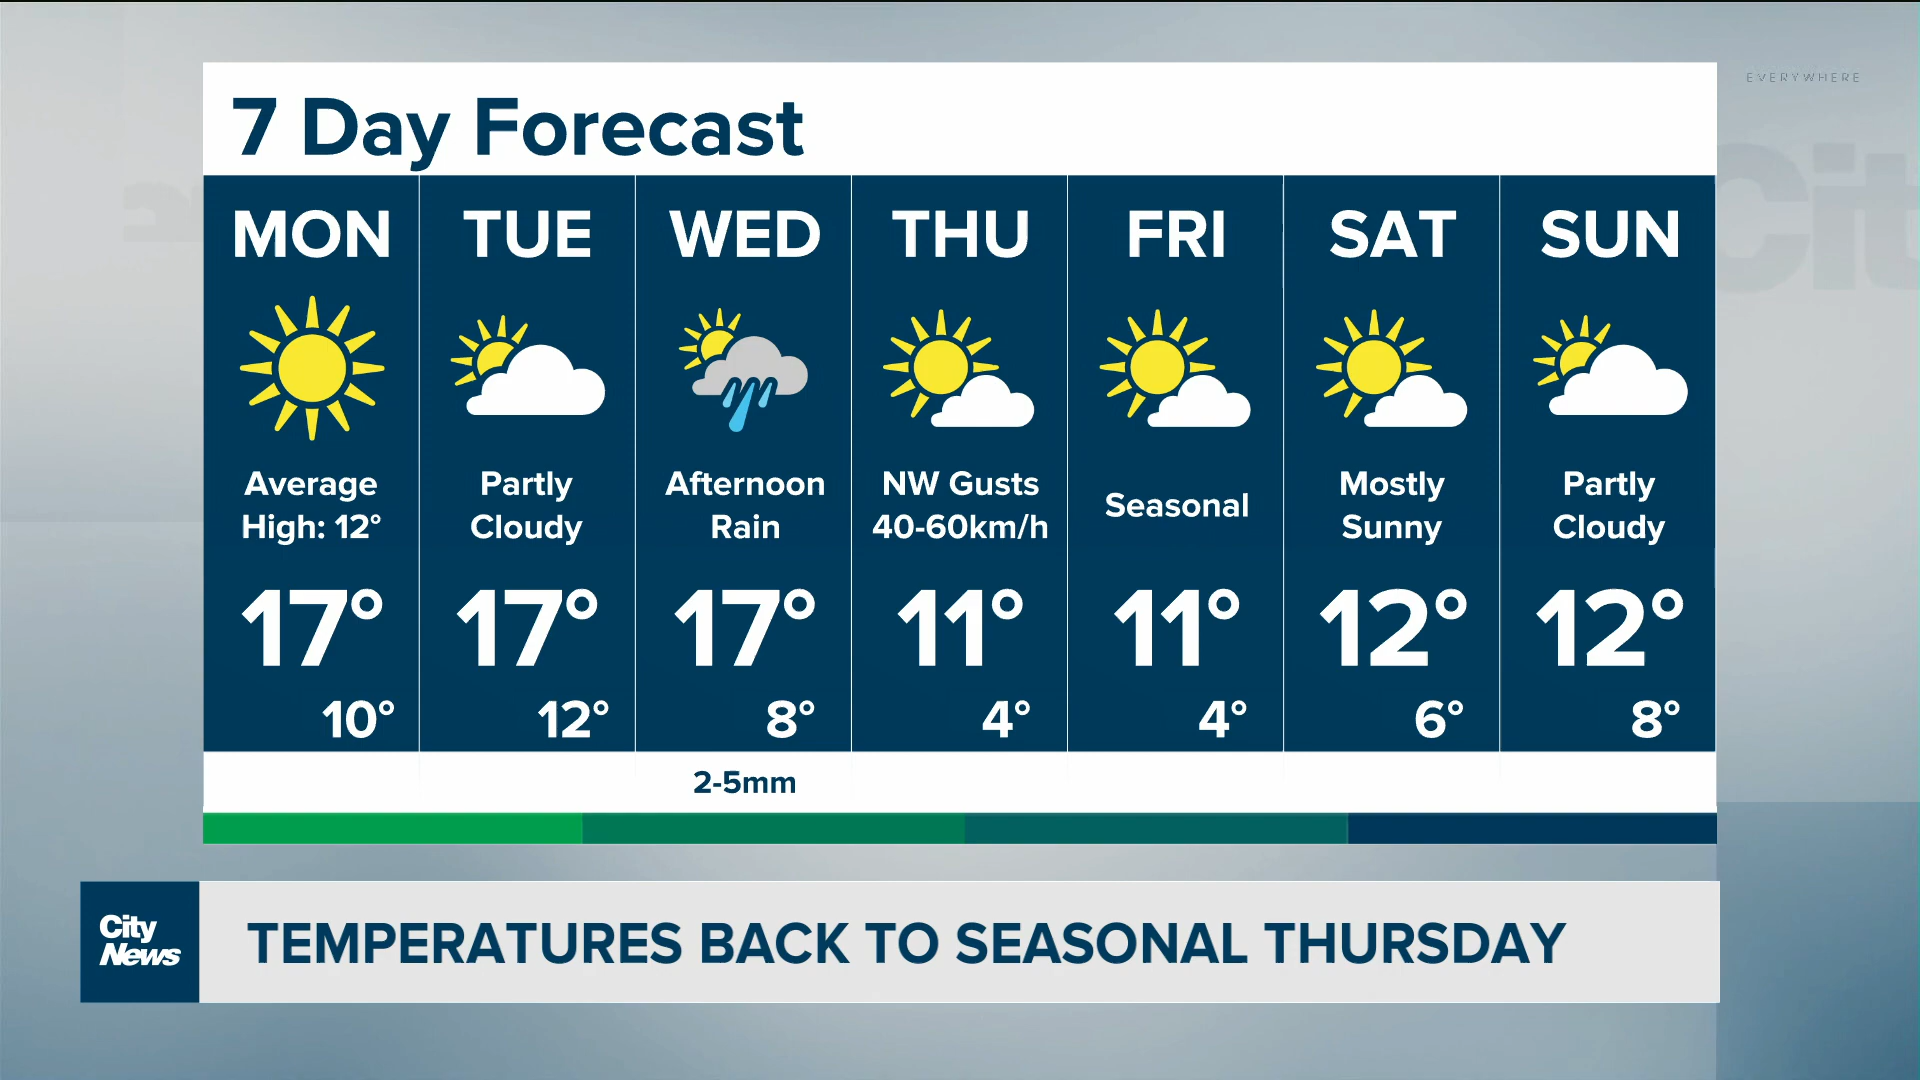 EVERYWHERE
7 Day Forecast
MON
TUE
WED
THU
FRI
SAT
SUN
Average
High: 12°
Partly
Cloudy
Afternoon
Rain
NW Gusts
40-60km/h
Seasonal
Mostly
Sunny
Partly
Cloudy
17°
17°
17°
11°
11°
12°
12°
10°
12°
8°
4°
4°
6°
8°
2-5mm
City
News
TEMPERATURES BACK TO SEASONAL THURSDAY